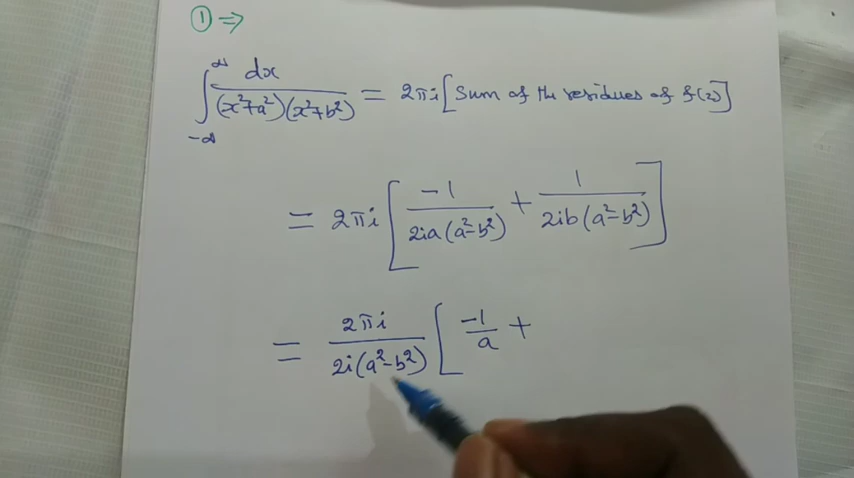 ① ⇒
∫_{-∞}^{∞} dx / (x²+a²)(x²+b²) = 2πi [Sum of the residues of f(z)]
= 2πi [ -1 / 2ia(a²-b²) + 1 / 2ib(a²-b²) ]
= 2πi / 2i(a²-b²) [ -1/a +